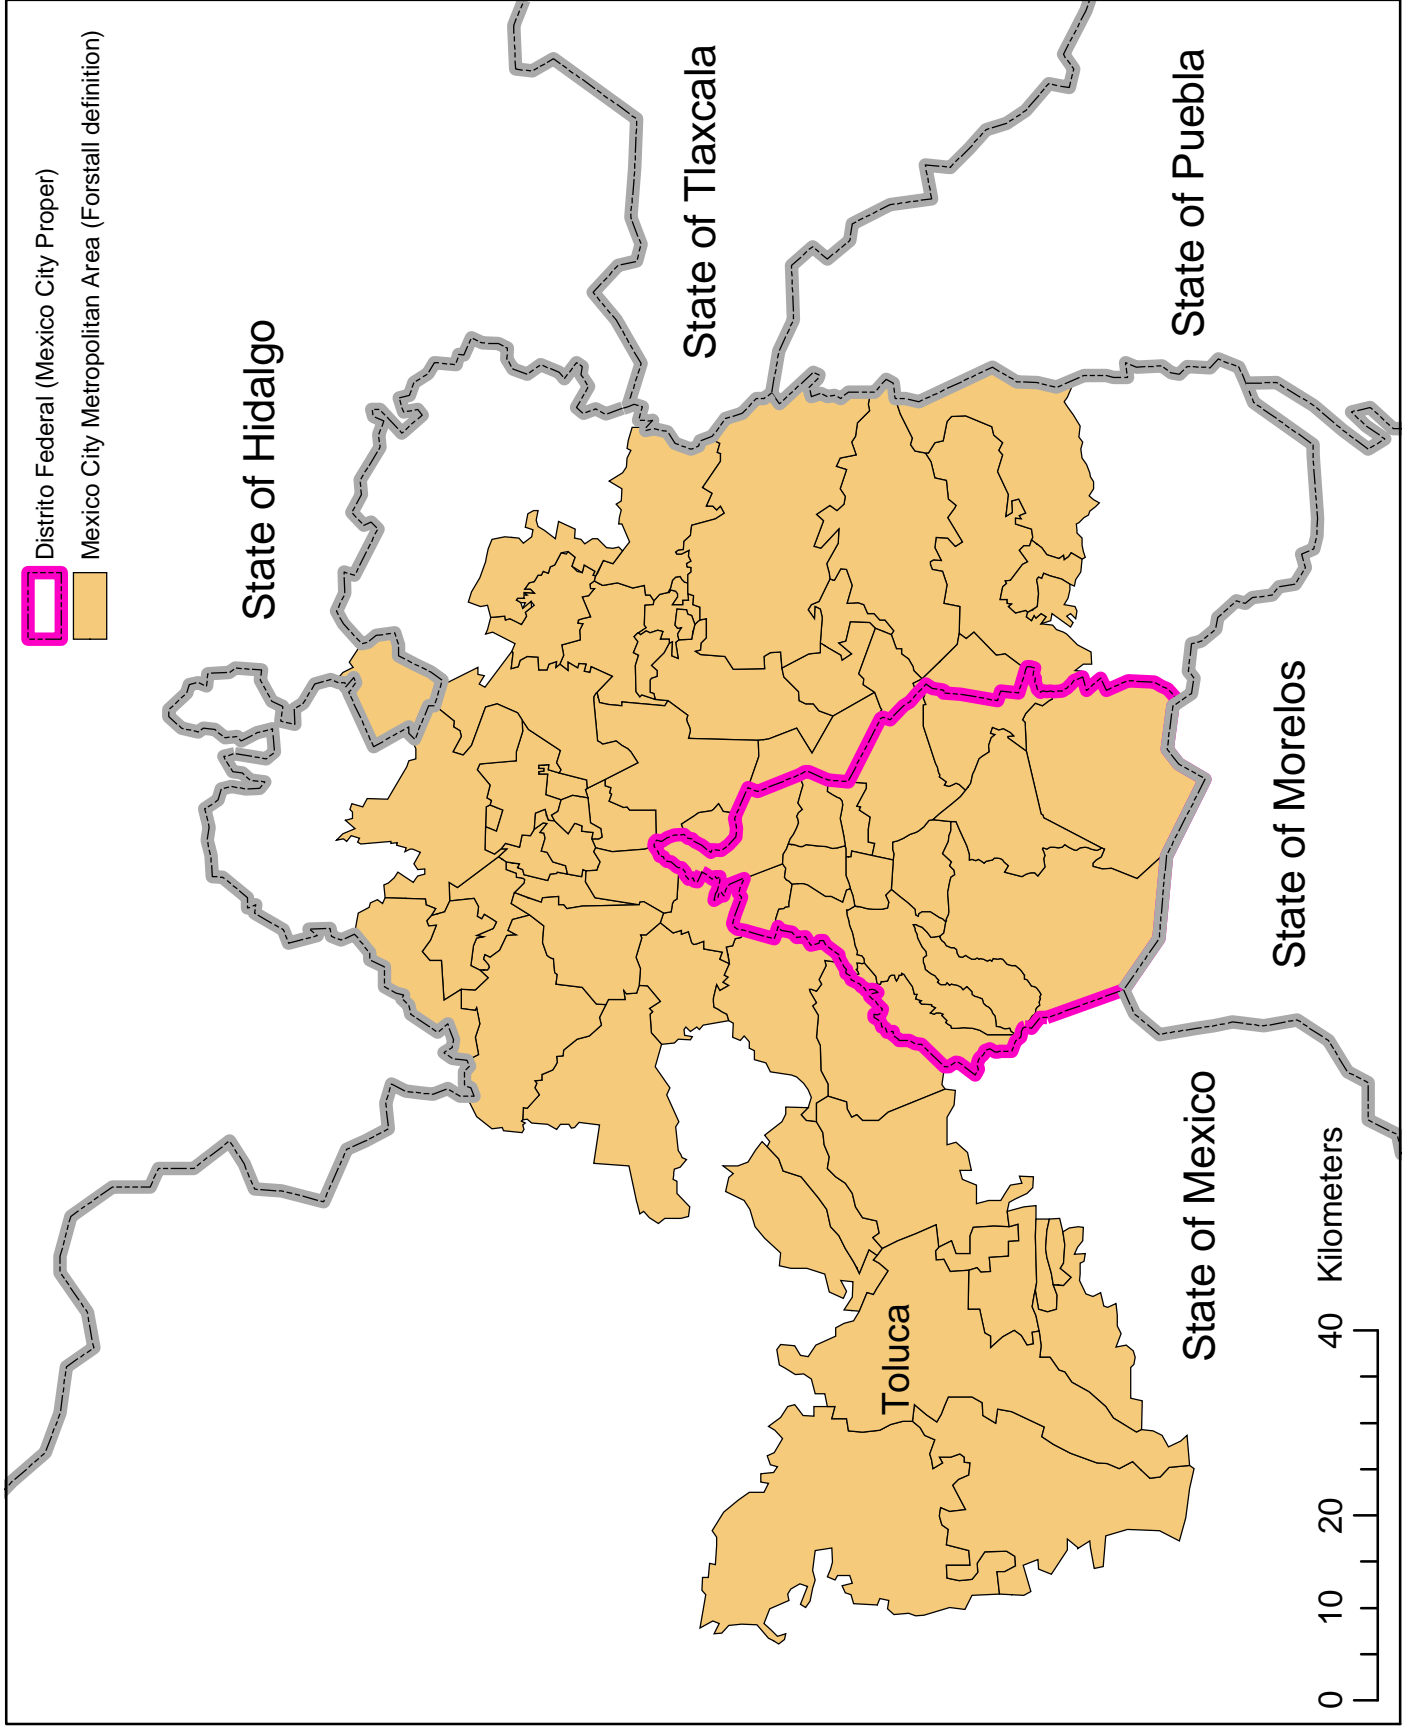 Distrito Federal (Mexico City Proper)
Mexico City Metropolitan Area (Forstall definition)
State of Hidalgo
State of Tlaxcala
State of Puebla
State of Morelos
State of Mexico
Toluca
0 10 20 40 Kilometers